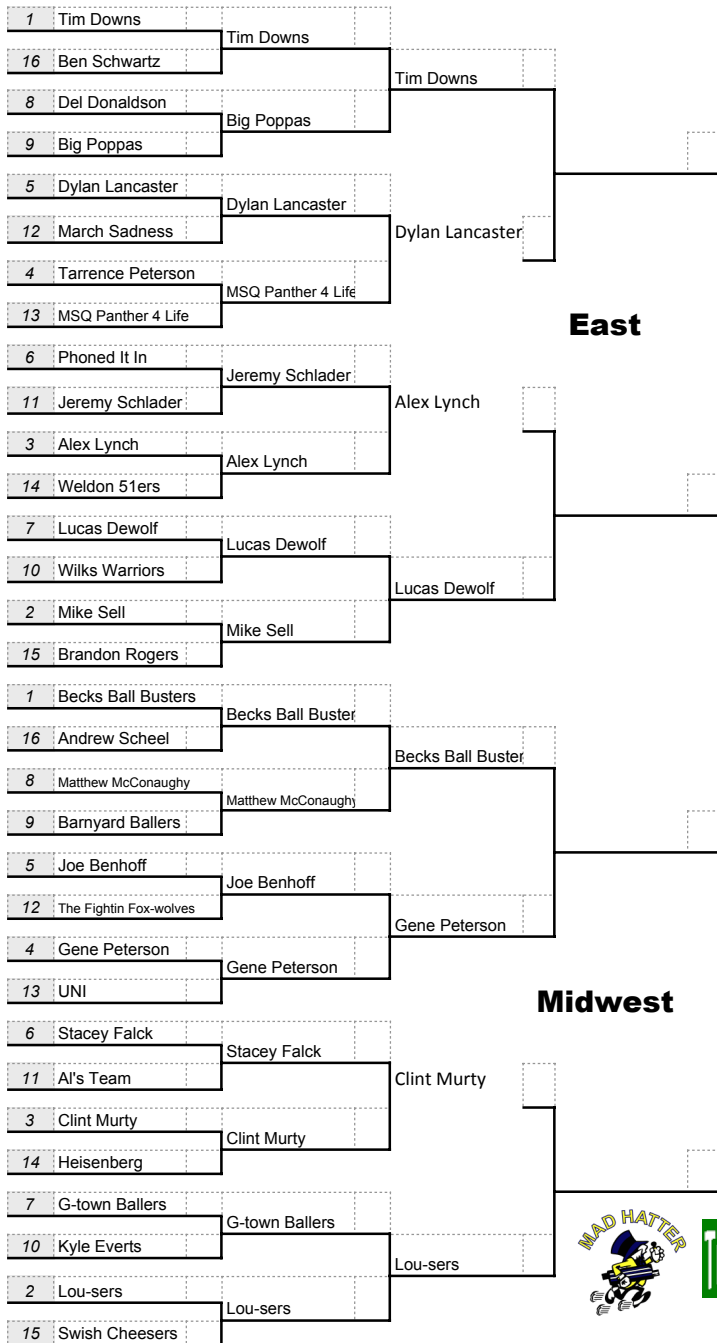 1 Tim Downs
Tim Downs
16 Ben Schwartz
Tim Downs
8 Del Donaldson
Big Poppas
9 Big Poppas
5 Dylan Lancaster
Dylan Lancaster
12 March Sadness
Dylan Lancaster
4 Tarrence Peterson
MSQ Panther 4 Life
13 MSQ Panther 4 Life
East
6 Phoned It In
Jeremy Schlader
11 Jeremy Schlader
Alex Lynch
3 Alex Lynch
Alex Lynch
14 Weldon 51ers
7 Lucas Dewolf
Lucas Dewolf
10 Wilks Warriors
Lucas Dewolf
2 Mike Sell
Mike Sell
15 Brandon Rogers
1 Becks Ball Busters
Becks Ball Buster
16 Andrew Scheel
Becks Ball Buster
8 Matthew McConaughy
Matthew McConaughy
9 Barnyard Ballers
5 Joe Benhoff
Joe Benhoff
12 The Fightin Fox-wolves
Gene Peterson
4 Gene Peterson
Gene Peterson
13 UNI
Midwest
6 Stacey Falck
Stacey Falck
11 Al's Team
Clint Murty
3 Clint Murty
Clint Murty
14 Heisenberg
7 G-town Ballers
G-town Ballers
10 Kyle Everts
MAD HATTER
Lou-sers
2 Lou-sers
Lou-sers
15 Swish Cheesers